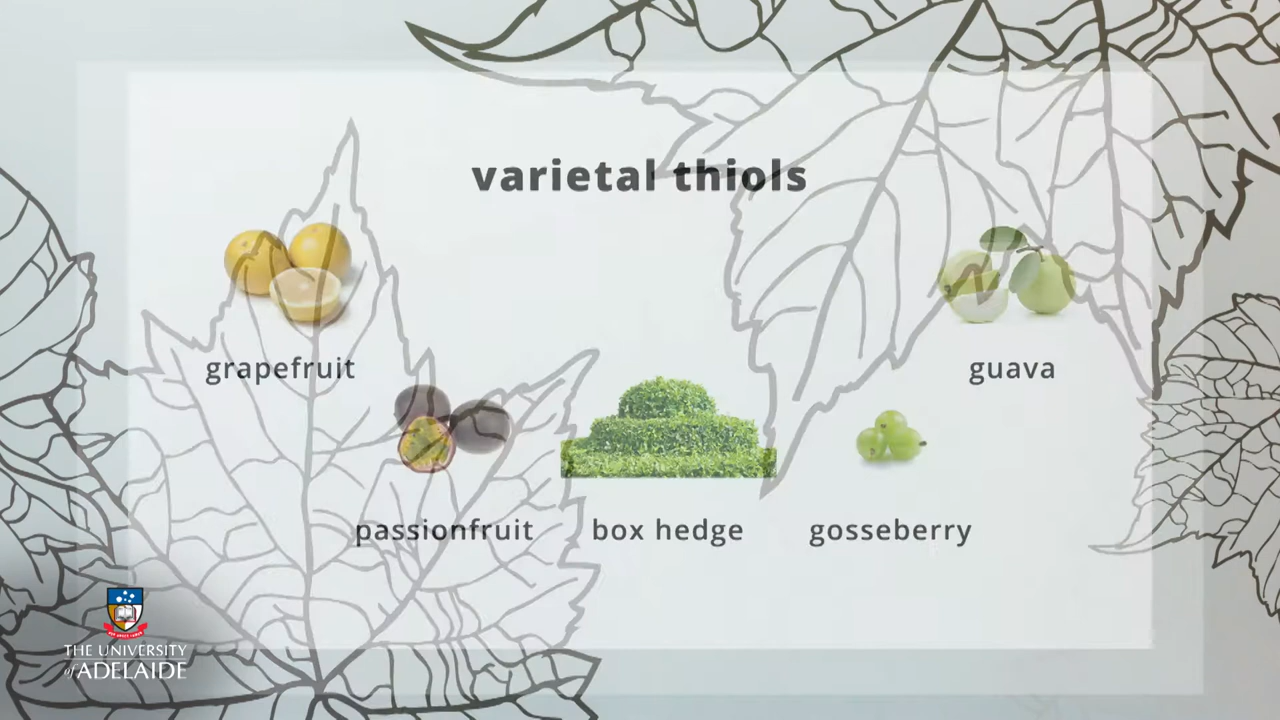 varietal thiols
grapefruit
guava
passionfruit
box hedge
gosseberry
THE UNIVERSITY
of ADELAIDE